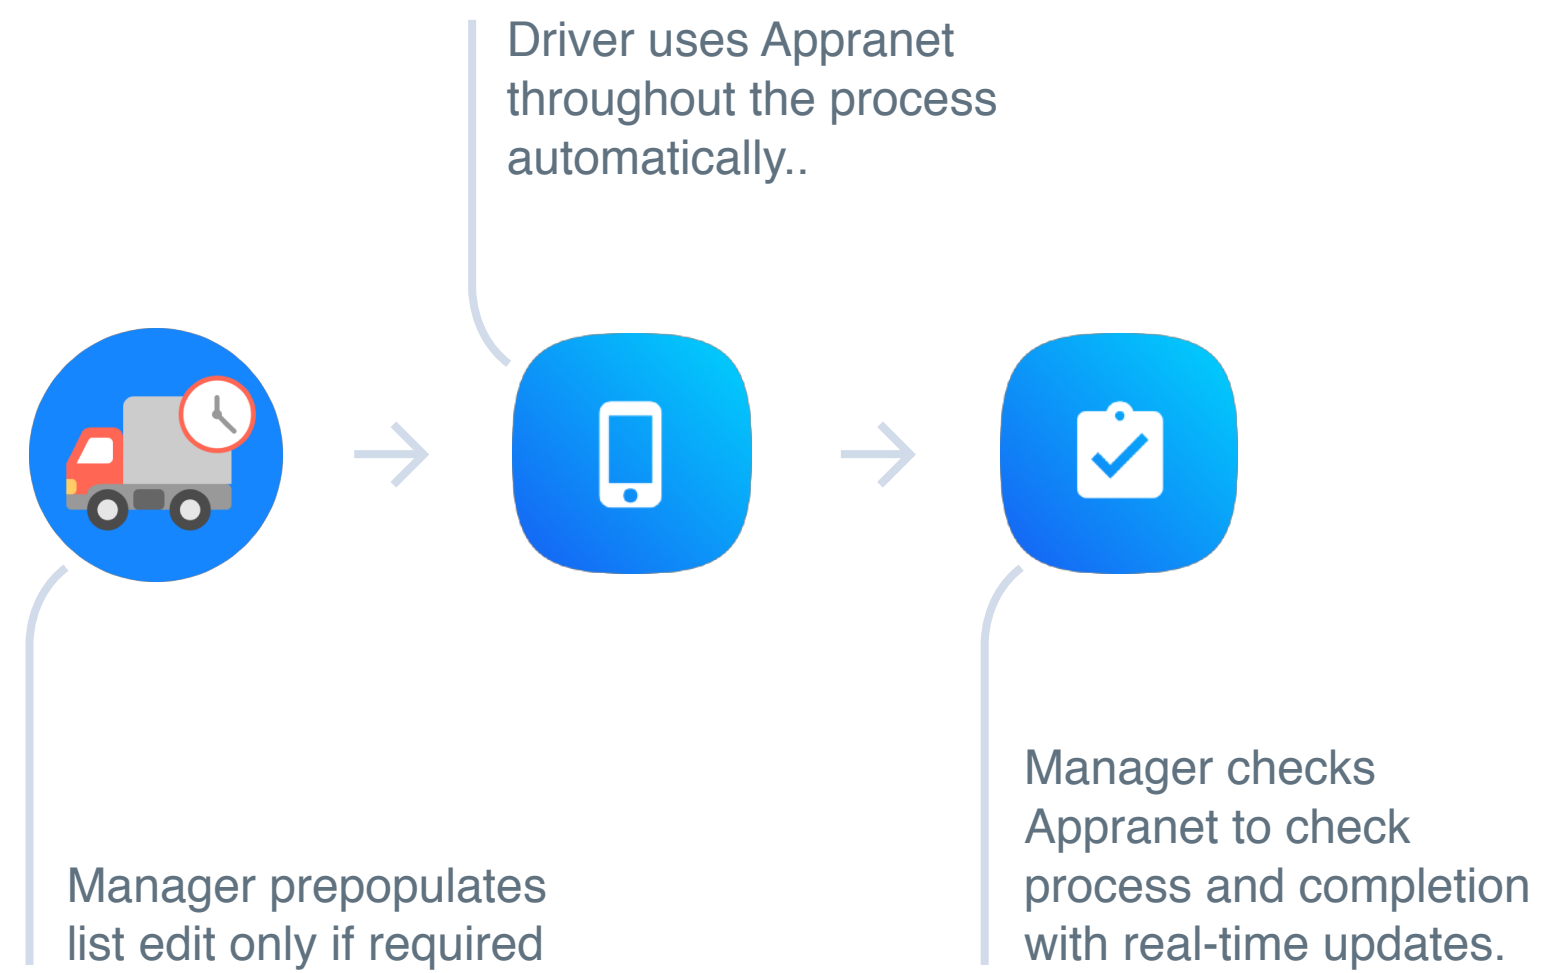 Driver uses Appranet
throughout the process
automatically..
Manager prepopulates
list edit only if required
Manager checks
Appranet to check
process and completion
with real-time updates.